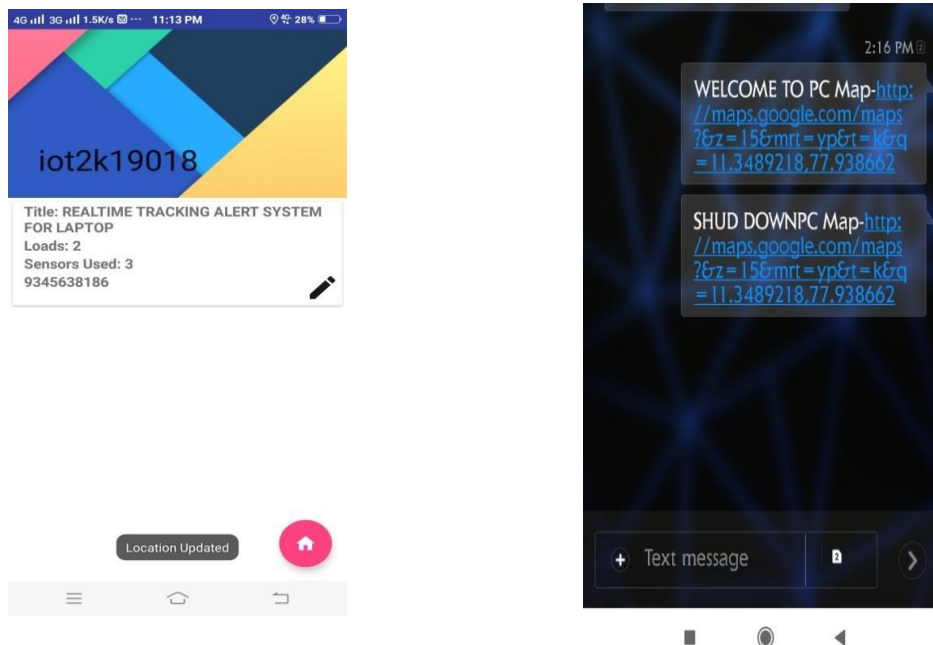 4G 3G 1.5K/s ··· 11:13 PM 28%
iot2k19018
Title: REALTIME TRACKING ALERT SYSTEM
FOR LAPTOP
Loads: 2
Sensors Used: 3
9345638186
Location Updated
2:16 PM 2
WELCOME TO PC Map-http:
//maps.google.com/maps
?&z=15&mrt=yp&t=k&q
=11.3489218,77.938662
SHUD DOWNPC Map-http:
//maps.google.com/maps
?&z=15&mrt=yp&t=k&q
=11.3489218,77.938662
+ Text message 2